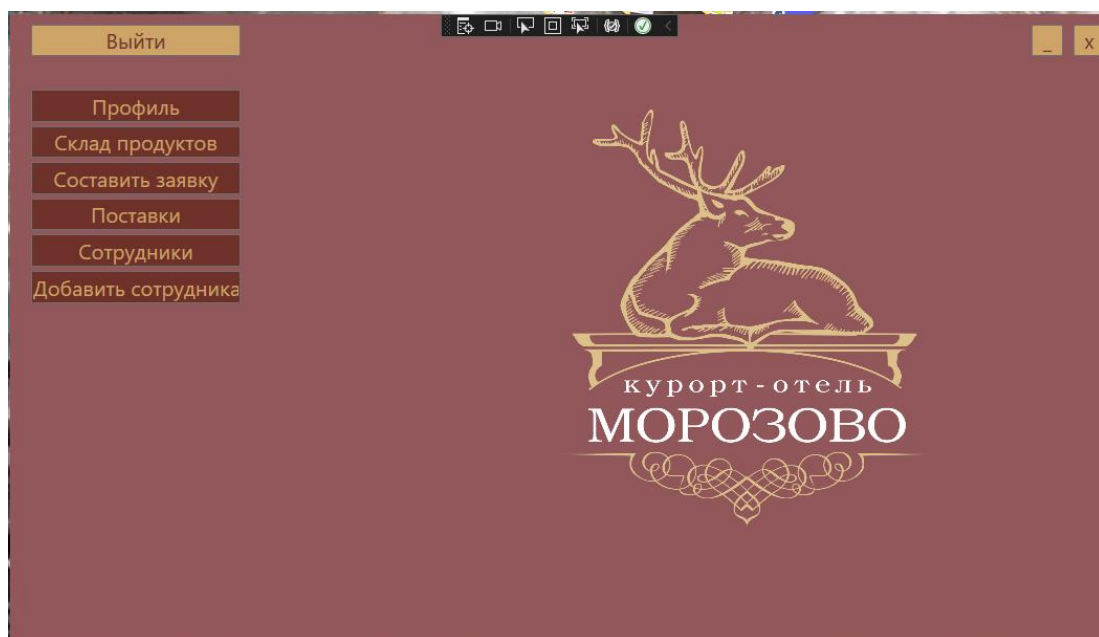 Выйти
_
x
Профиль
Склад продуктов
Составить заявку
Поставки
Сотрудники
Добавить сотрудника
курорт-отель
МОРОЗОВО